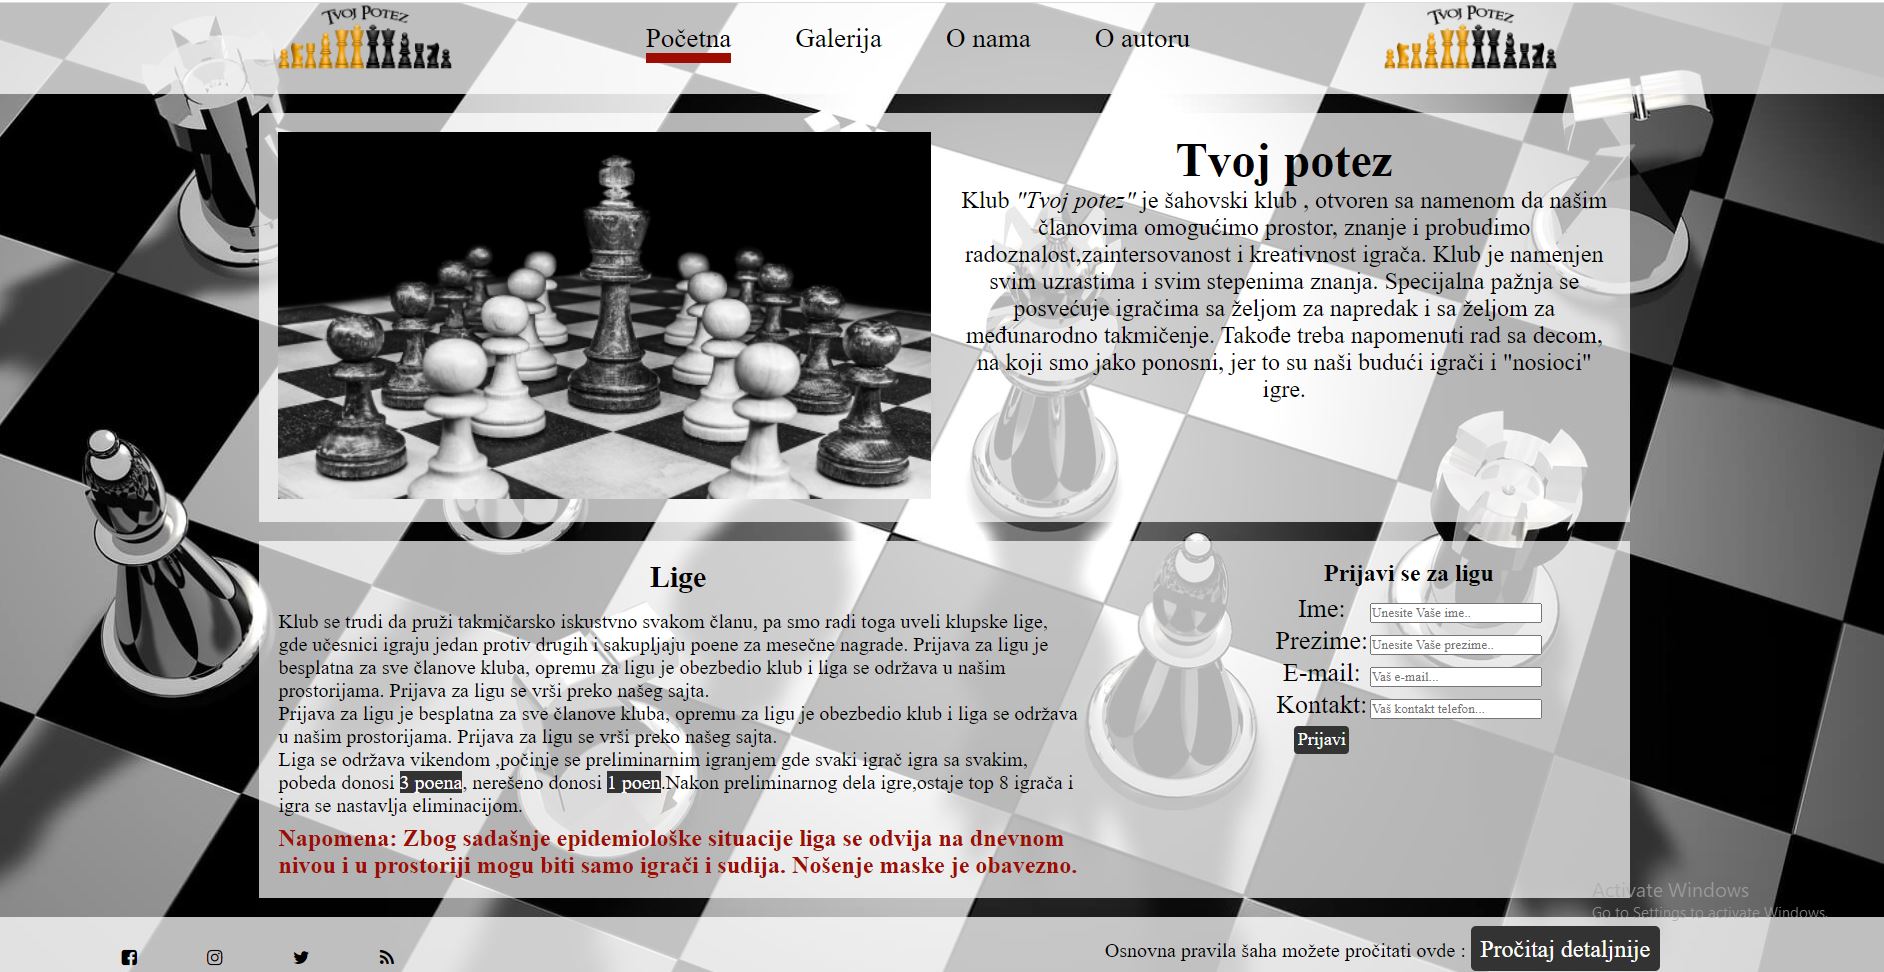 Tvoj Potez
Početna
Galerija
O nama
O autoru
Tvoj Potez
Tvoj potez
Klub "Tvoj potez" je šahovski klub , otvoren sa namenom da našim
članovima omogućimo prostor, znanje i probudimo
radoznalost,zaintersovanost i kreativnost igrača. Klub je namenjen
svim uzrastima i svim stepenima znanja. Specijalna pažnja se
posvećuje igračima sa željom za napredak i sa željom za
međunarodno takmičenje. Takođe treba napomenuti rad sa decom,
na koji smo jako ponosni, jer to su naši budući igrači i "nosioci"
igre.
Lige
Klub se trudi da pruži takmičarsko iskustvno svakom članu, pa smo radi toga uveli klupske lige,
gde učesnici igraju jedan protiv drugih i sakupljaju poene za mesečne nagrade. Prijava za ligu je
besplatna za sve članove kluba, opremu za ligu je obezbedio klub i liga se održava u našim
prostorijama. Prijava za ligu se vrši preko našeg sajta.
Prijava za ligu je besplatna za sve članove kluba, opremu za ligu je obezbedio klub i liga se održava
u našim prostorijama. Prijava za ligu se vrši preko našeg sajta.
Liga se održava vikendom ,počinje se preliminarnim igranjem gde svaki igrač igra sa svakim,
pobeda donosi 3 poena, nerešeno donosi 1 poen.Nakon preliminarnog dela igre,ostaje top 8 igrača i
igra se nastavlja eliminacijom.
Napomena: Zbog sadašnje epidemiološke situacije liga se odvija na dnevnom
nivou i u prostoriji mogu biti samo igrači i sudija. Nošenje maske je obavezno.
Prijavi se za ligu
Ime: Unesite Vaše ime..
Prezime: Unesite Vaše prezime..
E-mail: Vaš e-mail...
Kontakt: Vaš kontakt telefon...
Prijavi
Activate Windows
Go to Settings to activate Windows.
Osnovna pravila šaha možete pročitati ovde : Pročitaj detaljnije